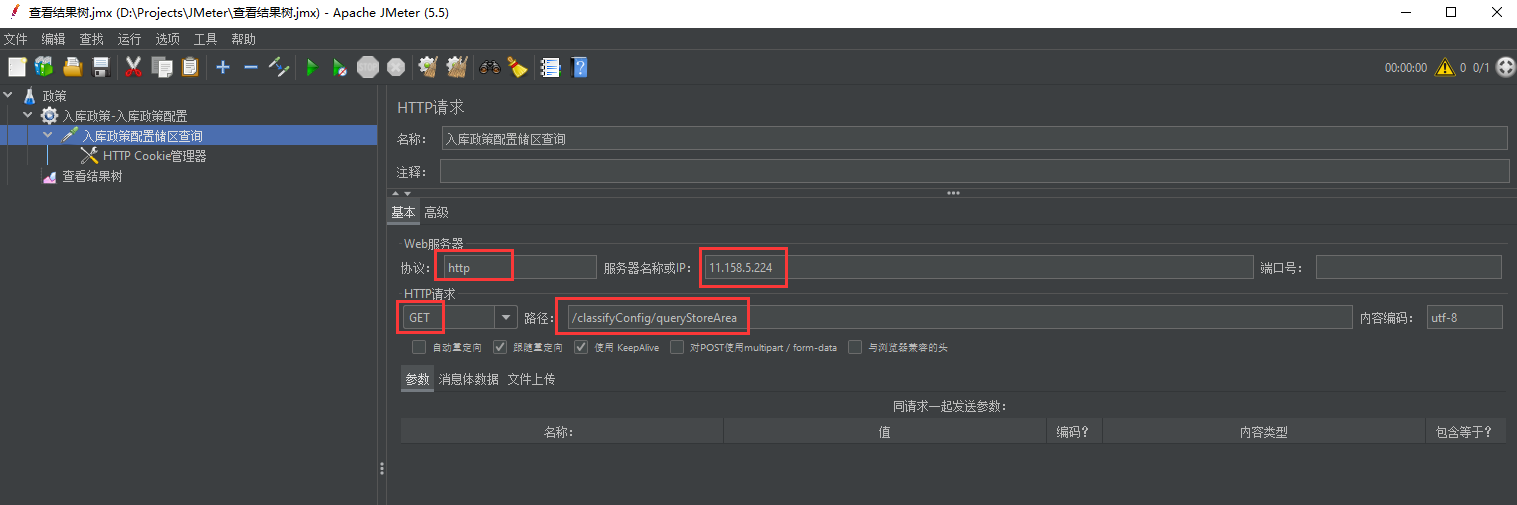 查看结果树.jmx (D:\Projects\JMeter\查看结果树.jmx) - Apache JMeter (5.5)
文件 编辑 查找 运行 选项 工具 帮助
STOP
00:00:00 0 0/1
政策
入库政策-入库政策配置
入库政策配置储区查询
HTTP Cookie管理器
查看结果树
HTTP请求
名称： 入库政策配置储区查询
注释：
基本 高级
Web服务器
协议： http 服务器名称或IP： 11.158.5.224 端口号：
HTTP请求
GET 路径： /classifyConfig/queryStoreArea 内容编码： utf-8
自动重定向 跟随重定向 使用 KeepAlive 对POST使用multipart / form-data 与浏览器兼容的头
参数 消息体数据 文件上传
同请求一起发送参数：
名称： 值 编码? 内容类型 包含等于?